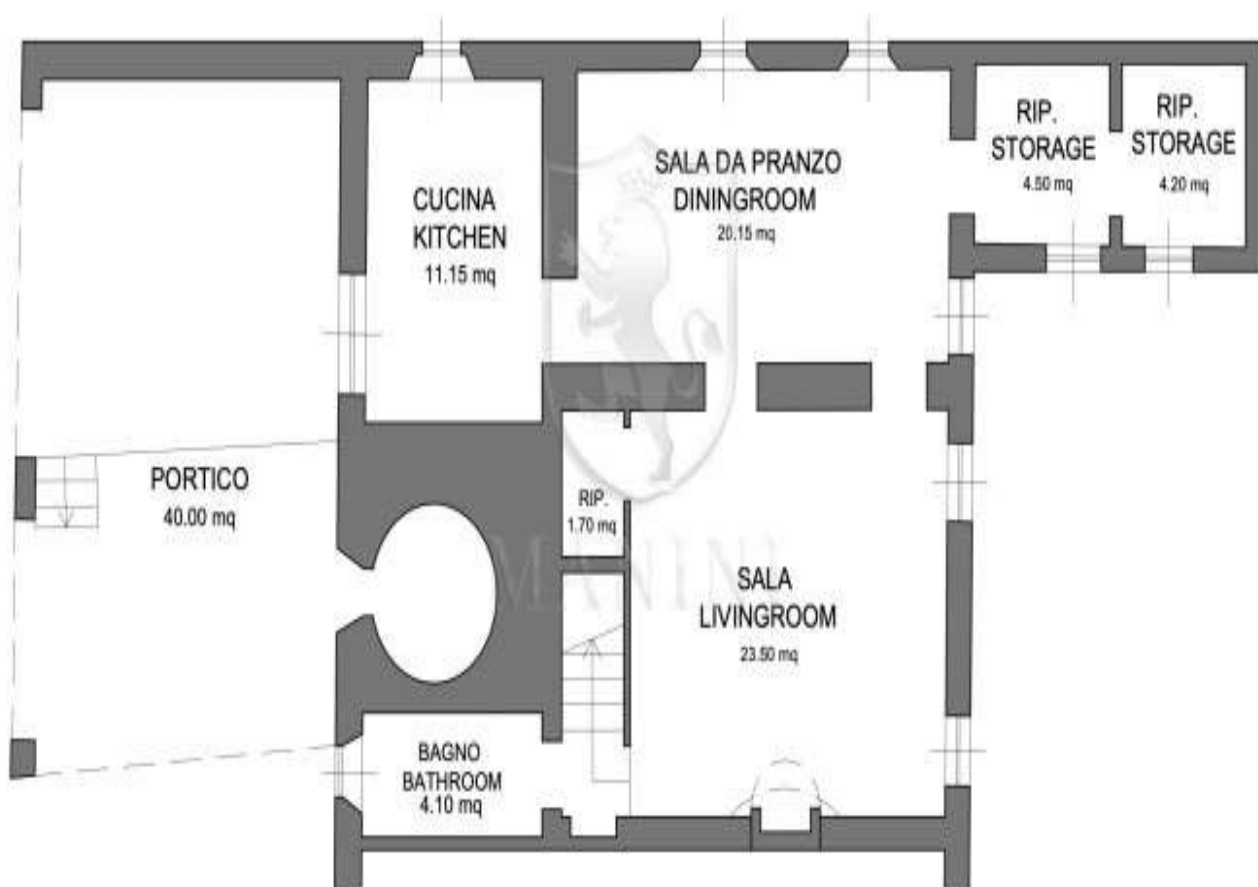 RIP.
STORAGE
4.50 mq
RIP.
STORAGE
4.20 mq
SALA DA PRANZO
DININGROOM
20.15 mq
CUCINA
KITCHEN
11.15 mq
PORTICO
40.00 mq
RIP.
1.70 mq
MANINI
SALA
LIVINGROOM
23.50 mq
BAGNO
BATHROOM
4.10 mq